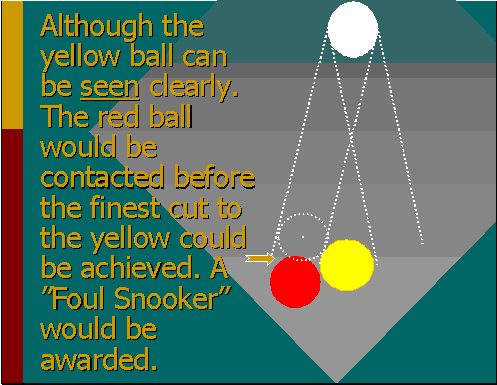 Although the
yellow ball can
be seen clearly.
The red ball
would be
contacted before
the finest cut to
the yellow could
be achieved. A
”Foul Snooker”
would be
awarded.